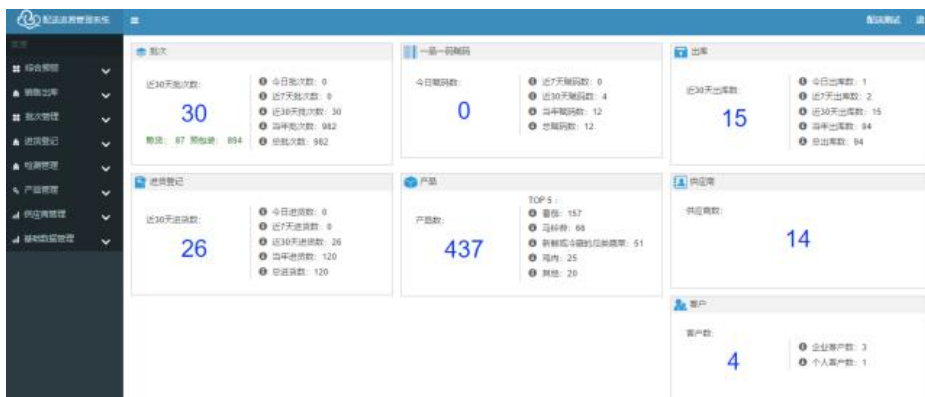 配送追溯管理系统
配送测试
综合预览
销售出库
批次管理
进货登记
检测管理
产品管理
供应商管理
基础数据管理
批次
近30天批次数:
30
散货: 87 预包装: 894
今日批次数: 0
近7天批次数: 0
近30天批次数: 30
当年批次数: 982
总批次数: 982
一品一码赋码
今日赋码数:
0
近7天赋码数: 0
近30天赋码数: 4
当年赋码数: 12
总赋码数: 12
出库
近30天出库数:
15
今日出库数: 1
近7天出库数: 2
近30天出库数: 15
当年出库数: 94
总出库数: 94
进货登记
近30天进货数:
26
今日进货数: 0
近7天进货数: 0
近30天进货数: 26
当年进货数: 120
总进货数: 120
产品
产品数:
437
TOP 5 :
番茄: 157
马铃薯: 66
新鲜或冷藏的瓜类蔬菜: 51
鸡肉: 25
其他: 20
供应商
供应商数:
14
客户
客户数:
4
企业客户数: 3
个人客户数: 1